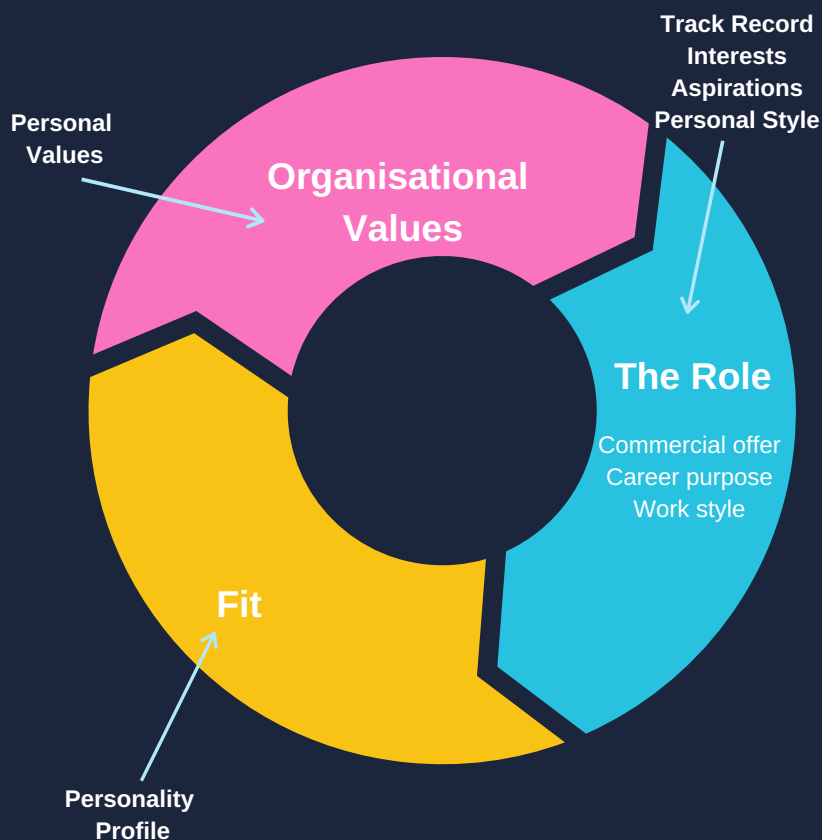 Track Record
Interests
Aspirations
Personal Style
Personal
Values
Organisational
Values
The Role
Commercial offer
Career purpose
Work style
Fit
Personality
Profile